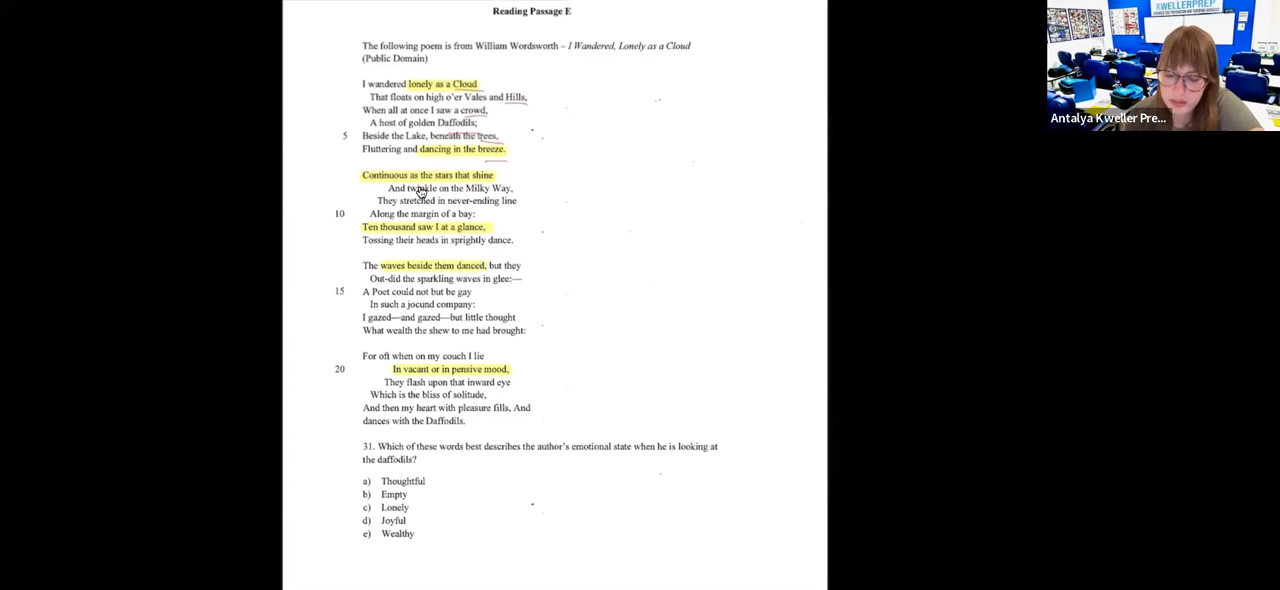 Reading Passage E
The following poem is from William Wordsworth – I Wandered, Lonely as a Cloud
(Public Domain)
I wandered lonely as a Cloud
That floats on high o'er Vales and Hills,
When all at once I saw a crowd,
A host of golden Daffodils;
5 Beside the Lake, beneath the trees,
Fluttering and dancing in the breeze.
Continuous as the stars that shine
And twinkle on the Milky Way,
They stretched in never-ending line
10 Along the margin of a bay:
Ten thousand saw I at a glance,
Tossing their heads in sprightly dance.
The waves beside them danced, but they
Out-did the sparkling waves in glee:—
15 A Poet could not but be gay
In such a jocund company:
I gazed—and gazed—but little thought
What wealth the shew to me had brought:
For oft when on my couch I lie
20 In vacant or in pensive mood,
They flash upon that inward eye
Which is the bliss of solitude,
And then my heart with pleasure fills, And
dances with the Daffodils.
31. Which of these words best describes the author's emotional state when he is looking at
the daffodils?
a) Thoughtful
b) Empty
c) Lonely
d) Joyful
e) Wealthy
KWELLERPREP
Antalya Kweller Pre...